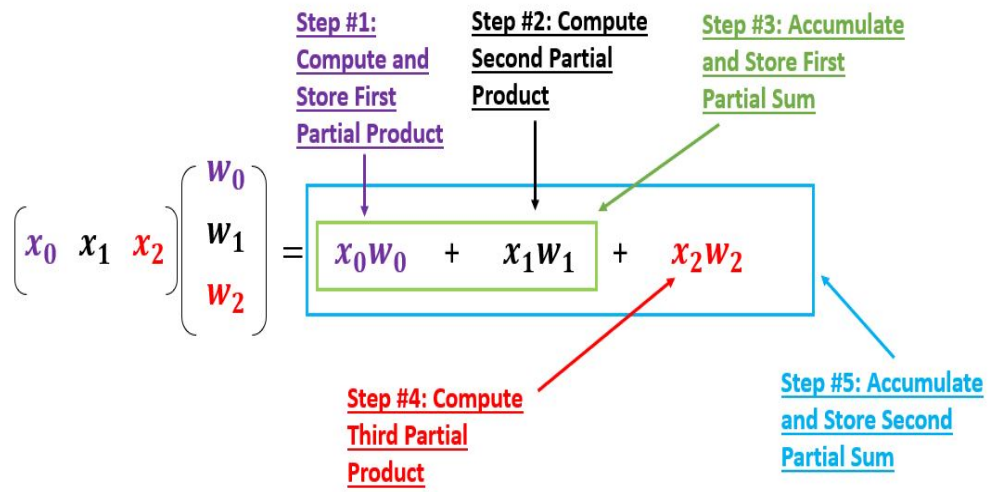 Step #1:
Compute and
Store First
Partial Product
Step #2: Compute
Second Partial
Product
Step #3: Accumulate
and Store First
Partial Sum
w₀
x₀ x₁ x₂ w₁ = x₀w₀ + x₁w₁ + x₂w₂
w₂
Step #4: Compute
Third Partial
Product
Step #5: Accumulate
and Store Second
Partial Sum